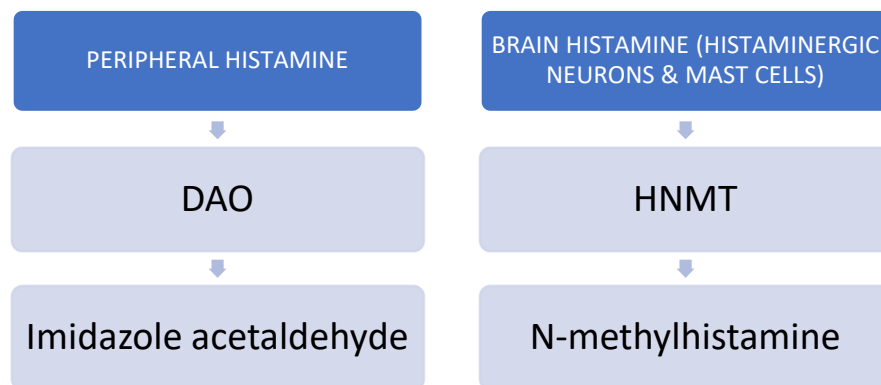 PERIPHERAL HISTAMINE
BRAIN HISTAMINE (HISTAMINERGIC
NEURONS & MAST CELLS)
DAO
HNMT
Imidazole acetaldehyde
N-methylhistamine